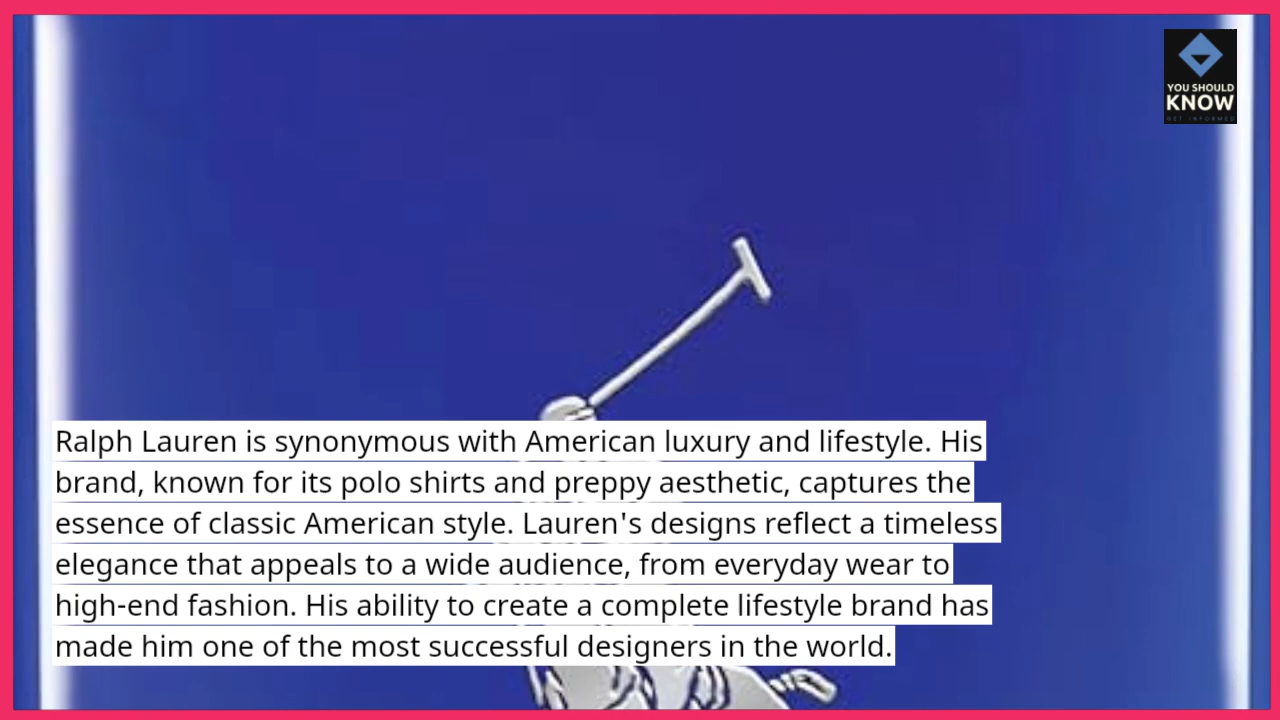 YOU SHOULD
KNOW
GET INFORMED
Ralph Lauren is synonymous with American luxury and lifestyle. His
brand, known for its polo shirts and preppy aesthetic, captures the
essence of classic American style. Lauren's designs reflect a timeless
elegance that appeals to a wide audience, from everyday wear to
high-end fashion. His ability to create a complete lifestyle brand has
made him one of the most successful designers in the world.